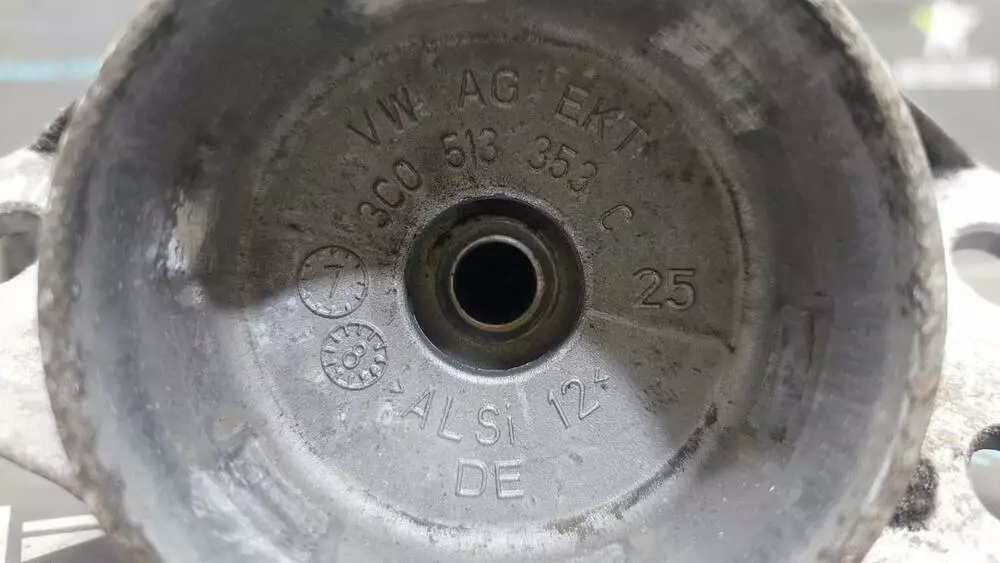 VW AG EKT
3C0 513 353 C
25
7
8
>ALSi 12<
DE